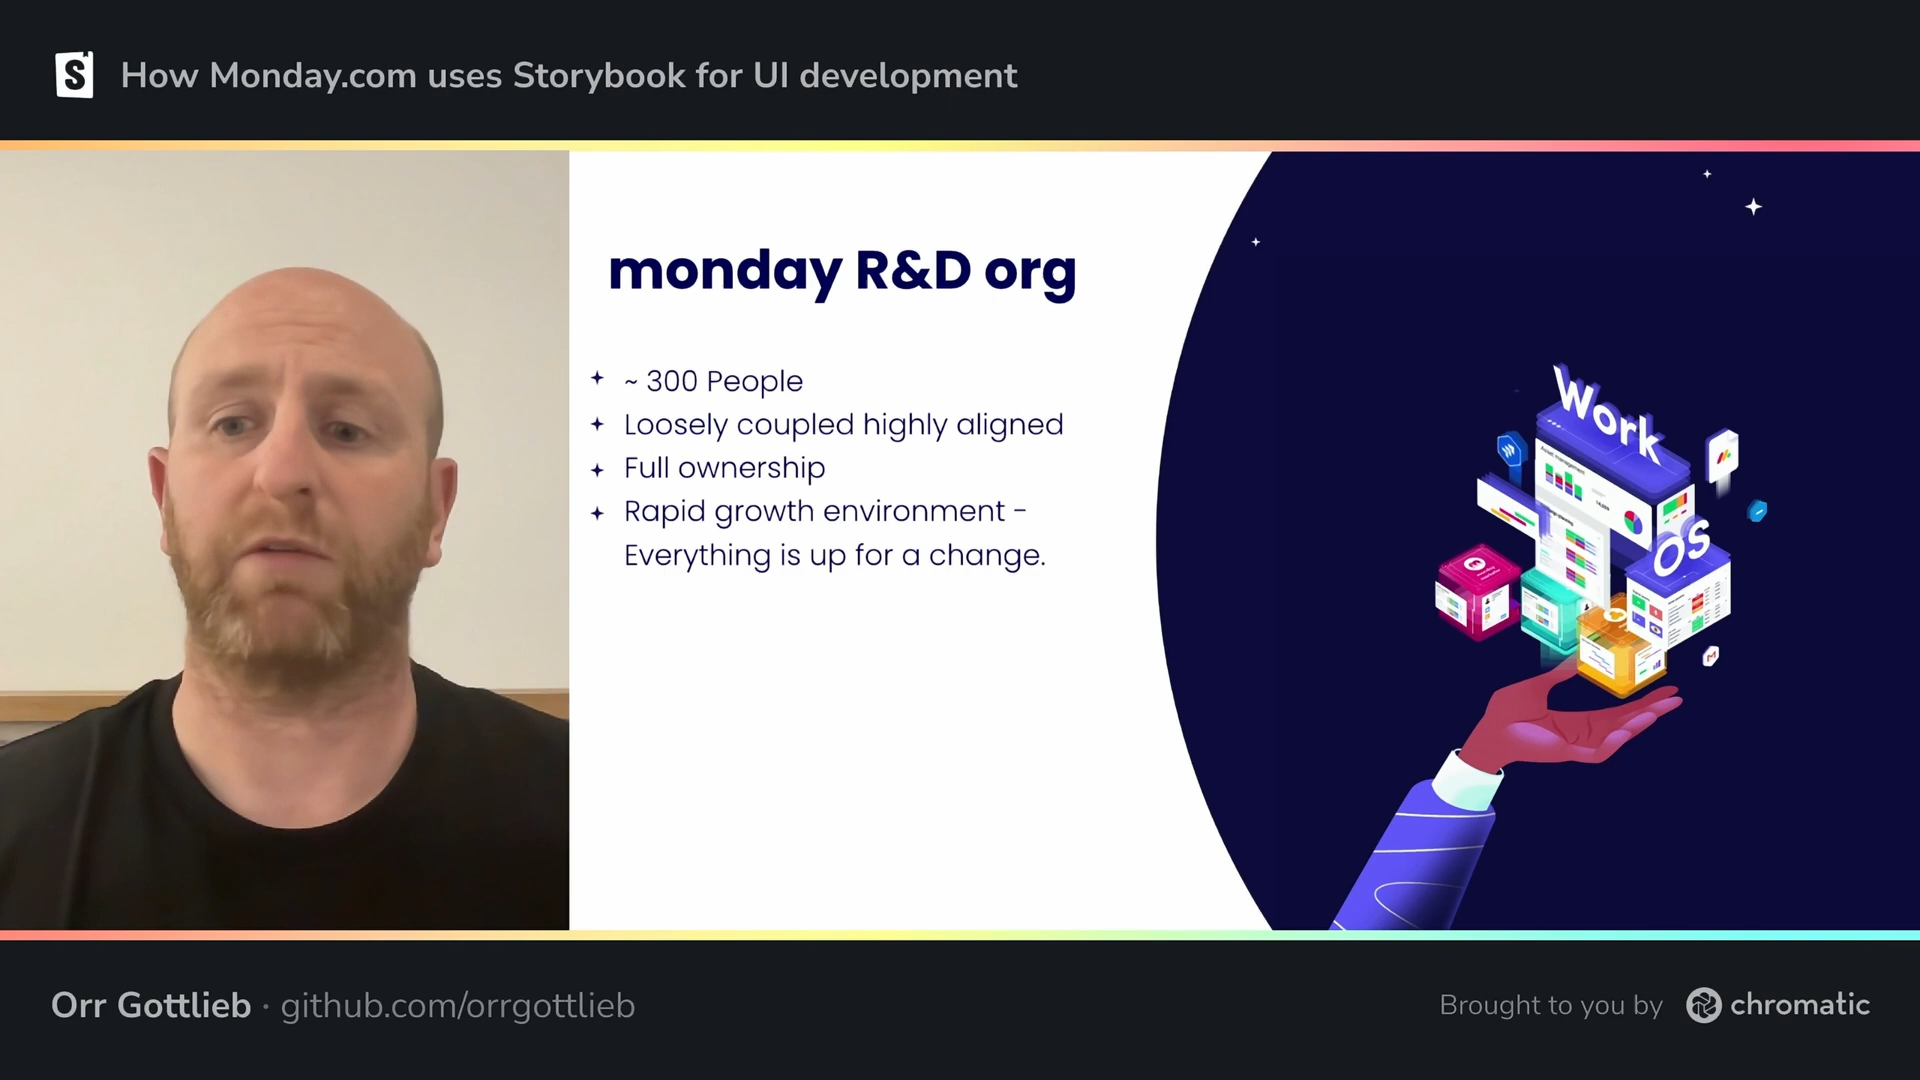 S How Monday.com uses Storybook for UI development
monday R&D org
~ 300 People
Loosely coupled highly aligned
Full ownership
Rapid growth environment -
Everything is up for a change.
Work
OS
Asset management
Orr Gottlieb · github.com/orrgottlieb
Brought to you by chromatic